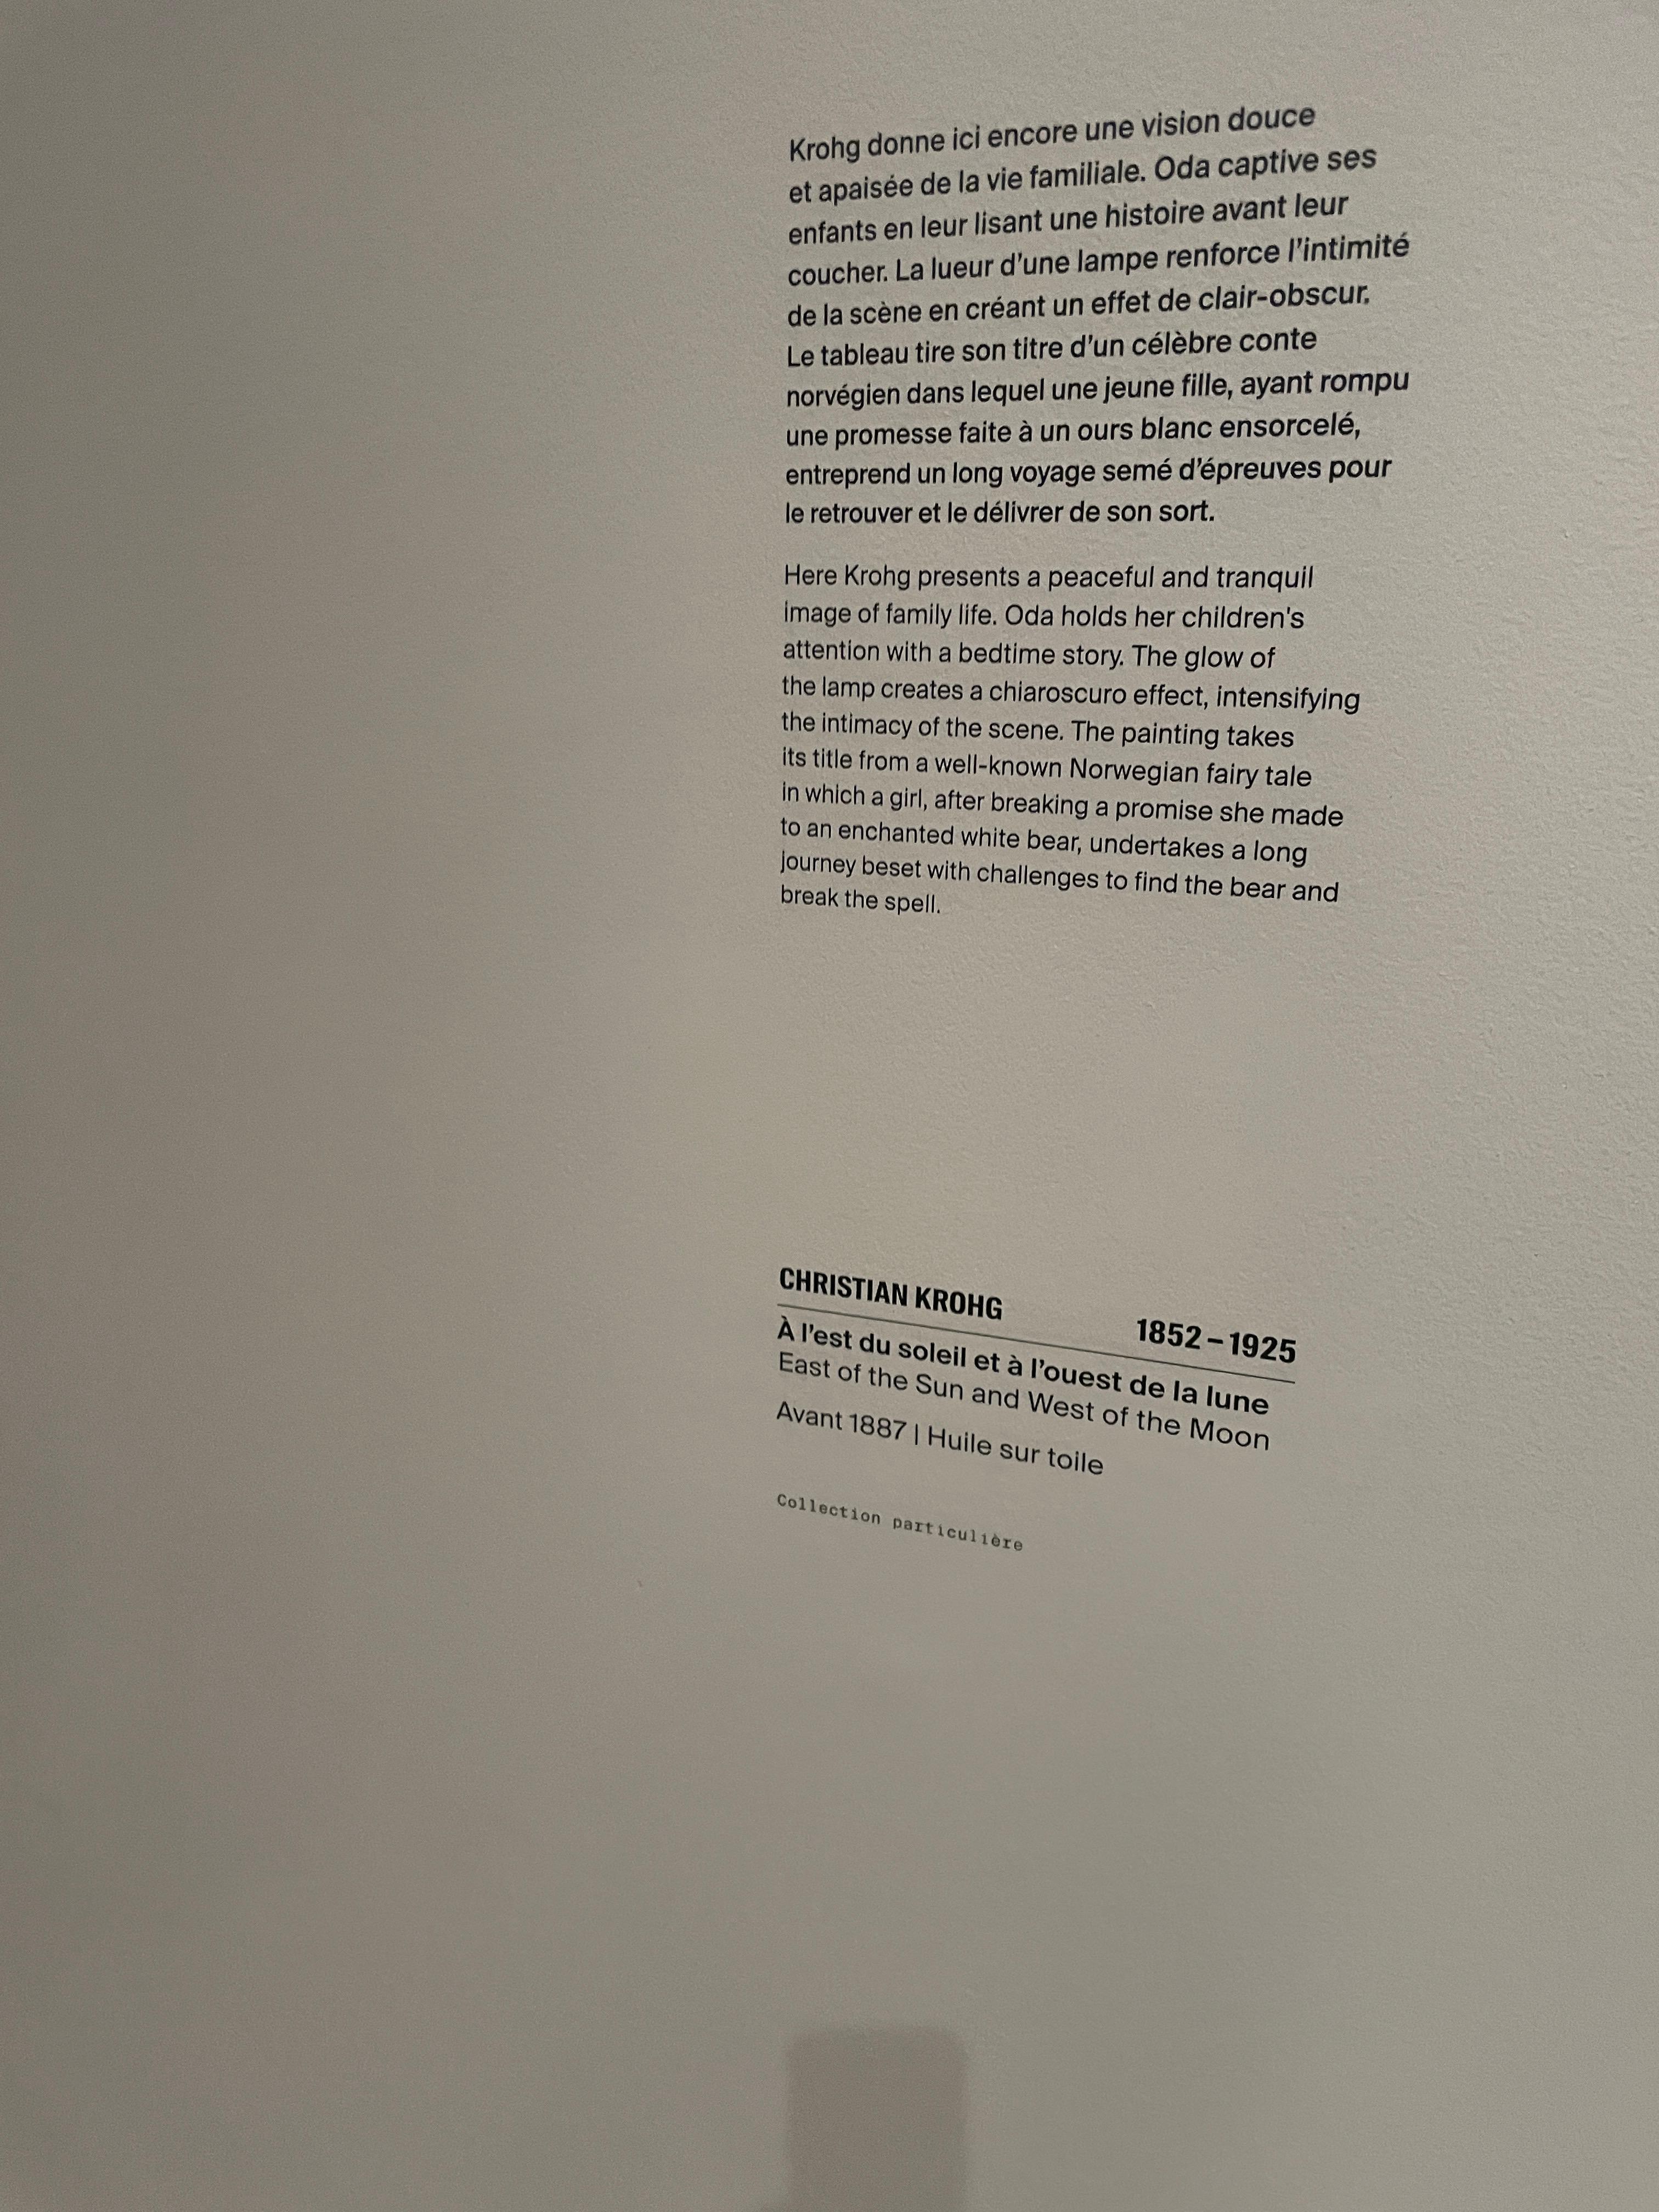 Krohg donne ici encore une vision douce
et apaisée de la vie familiale. Oda captive ses
enfants en leur lisant une histoire avant leur
coucher. La lueur d'une lampe renforce l'intimité
de la scène en créant un effet de clair-obscur.
Le tableau tire son titre d'un célèbre conte
norvégien dans lequel une jeune fille, ayant rompu
une promesse faite à un ours blanc ensorcelé,
entreprend un long voyage semé d'épreuves pour
le retrouver et le délivrer de son sort.
Here Krohg presents a peaceful and tranquil
image of family life. Oda holds her children's
attention with a bedtime story. The glow of
the lamp creates a chiaroscuro effect, intensifying
the intimacy of the scene. The painting takes
its title from a well-known Norwegian fairy tale
in which a girl, after breaking a promise she made
to an enchanted white bear, undertakes a long
journey beset with challenges to find the bear and
break the spell.
CHRISTIAN KROHG 1852–1925
À l'est du soleil et à l'ouest de la lune
East of the Sun and West of the Moon
Avant 1887 | Huile sur toile
Collection particulière